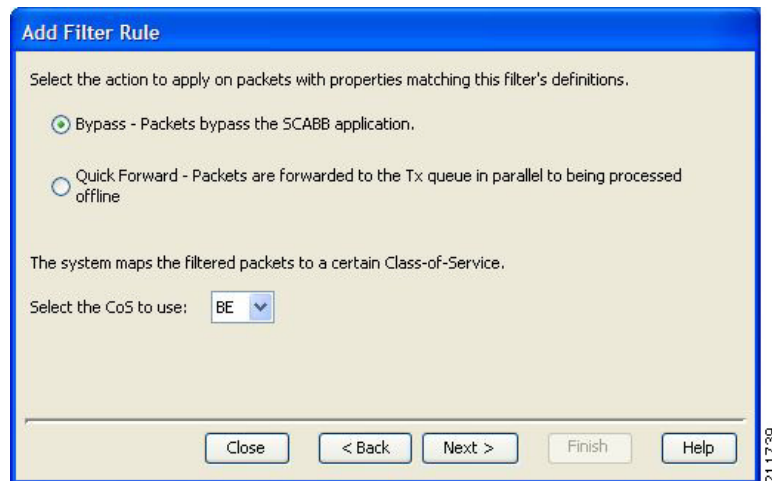 Add Filter Rule
Select the action to apply on packets with properties matching this filter's definitions.
Bypass - Packets bypass the SCABB application.
Quick Forward - Packets are forwarded to the Tx queue in parallel to being processed
offline
The system maps the filtered packets to a certain Class-of-Service.
Select the CoS to use: BE
Close < Back Next > Finish Help
211739